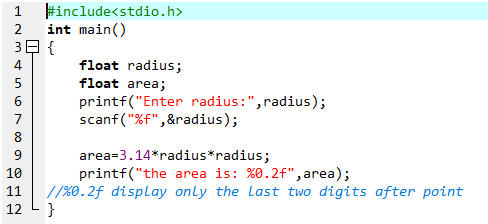 1 #include<stdio.h>
2 int main()
3 {
4 float radius;
5 float area;
6 printf("Enter radius:",radius);
7 scanf("%f",&radius);
8
9 area=3.14*radius*radius;
10 printf("the area is: %0.2f",area);
11 //%0.2f display only the last two digits after point
12 }